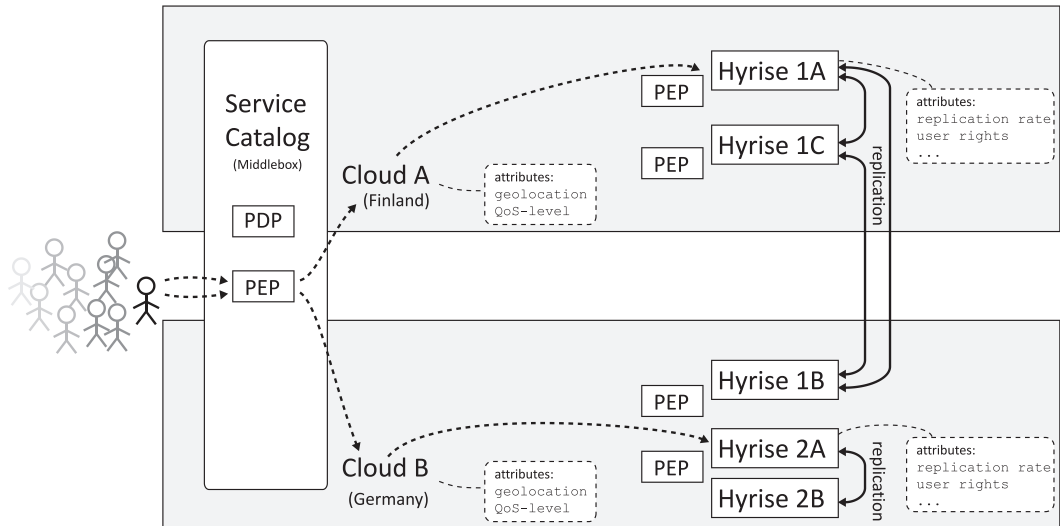 Service
Catalog
(Middlebox)
PDP
PEP
Cloud A
(Finland)
attributes:
geolocation
QoS-level
PEP
Hyrise 1A
PEP
Hyrise 1C
attributes:
replication rate
user rights
...
replication
Cloud B
(Germany)
attributes:
geolocation
QoS-level
Hyrise 1B
PEP
Hyrise 2A
PEP
Hyrise 2B
replication
attributes:
replication rate
user rights
...